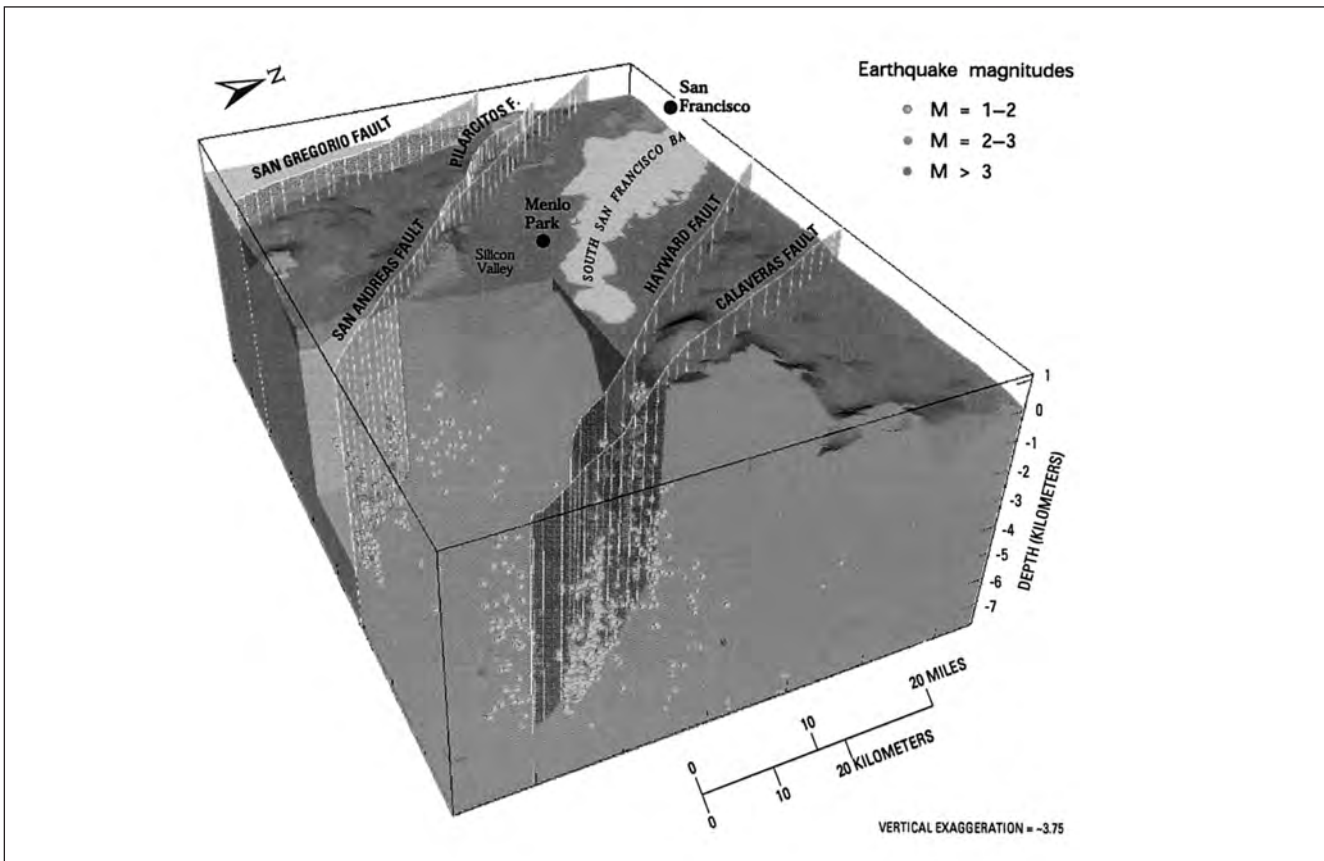 N
San
Francisco
Earthquake magnitudes
M = 1–2
M = 2–3
M > 3
SAN GREGORIO FAULT
PILARCITOS F.
SOUTH SAN FRANCISCO BA
Menlo
Park
Silicon
Valley
SAN ANDREAS FAULT
HAYWARD FAULT
CALAVERAS FAULT
1
0
-1
-2
-3
-4
-5
-6
-7
DEPTH (KILOMETERS)
20 MILES
10
0
20 KILOMETERS
10
0
VERTICAL EXAGGERATION = ~3.75